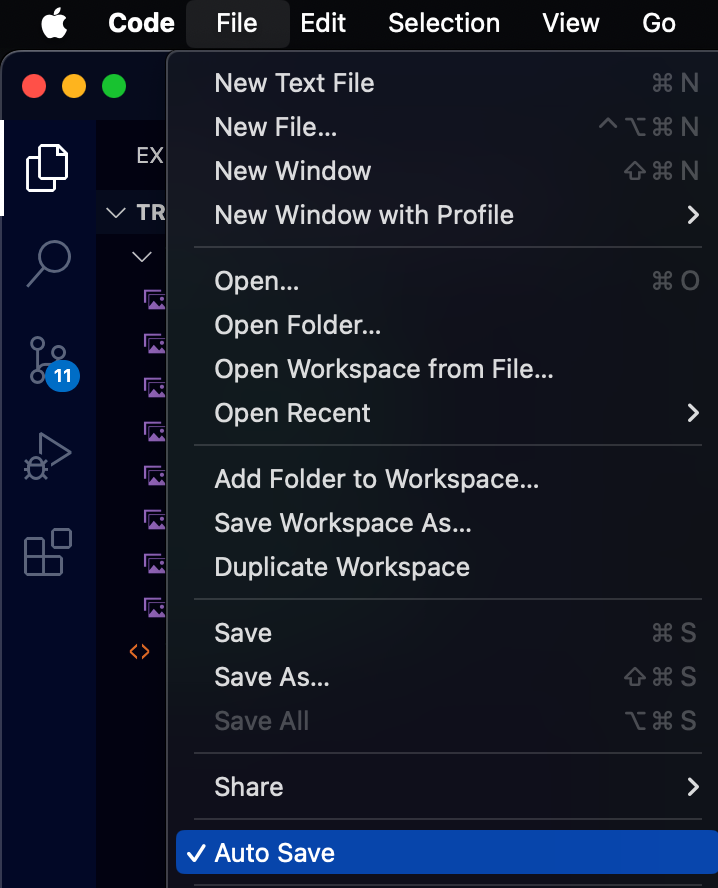 Code File Edit Selection View Go
New Text File ⌘ N
New File... ^ ⌥ ⌘ N
EX
New Window ⇧ ⌘ N
TR
New Window with Profile
Open... ⌘ O
Open Folder...
Open Workspace from File...
11
Open Recent
Add Folder to Workspace...
Save Workspace As...
Duplicate Workspace
Save ⌘ S
Save As... ⇧ ⌘ S
Save All ⌥ ⌘ S
Share
✓ Auto Save